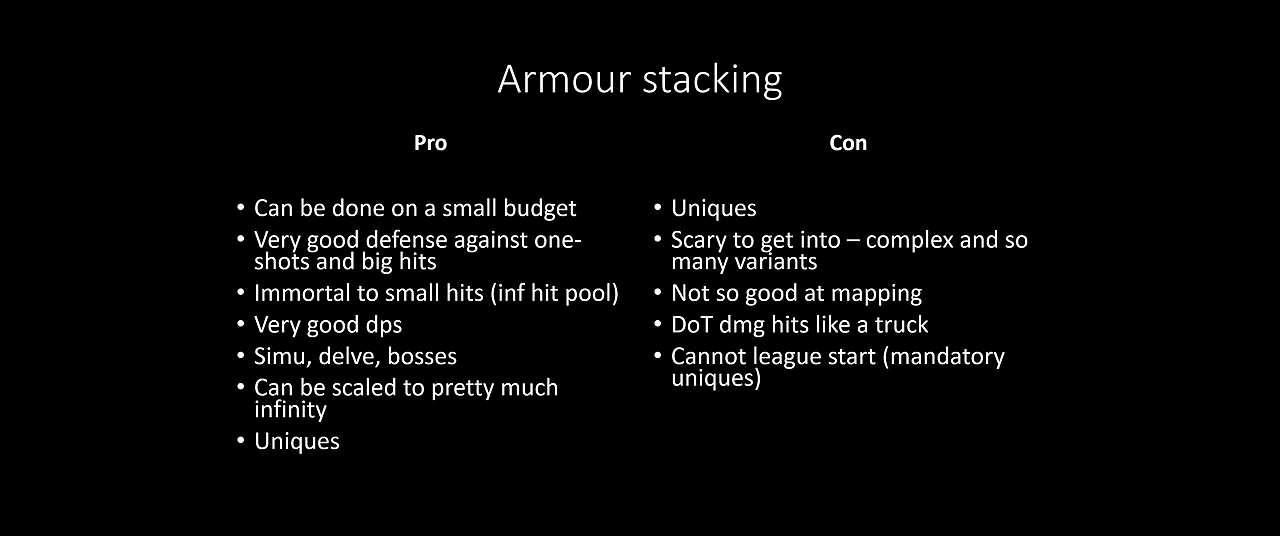 Armour stacking
Pro
• Can be done on a small budget
• Very good defense against one-
shots and big hits
• Immortal to small hits (inf hit pool)
• Very good dps
• Simu, delve, bosses
• Can be scaled to pretty much
infinity
• Uniques
Con
• Uniques
• Scary to get into – complex and so
many variants
• Not so good at mapping
• DoT dmg hits like a truck
• Cannot league start (mandatory
uniques)